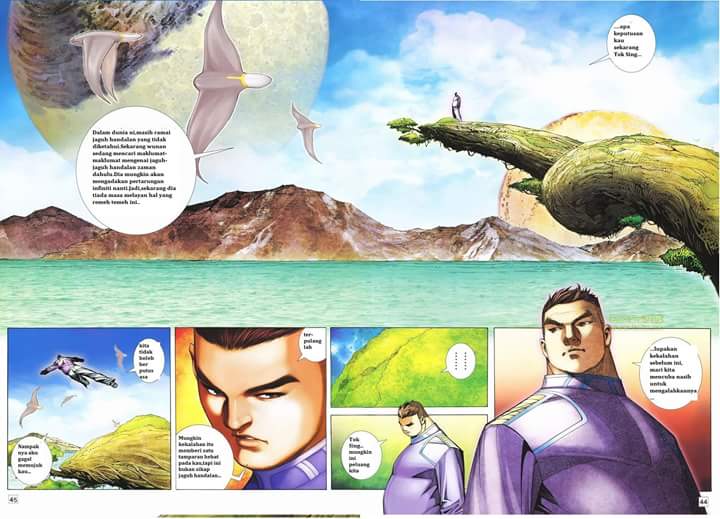 ...apa
keputusan
kau
sekarang
Tok Sing...
Dalam dunia ni,masih ramai
jaguh handalan yang tidak
diketahui.Sekarang wunan
sedang mencari maklumat-
maklumat mengenai jaguh-
jaguh handalan zaman
dahulu.Dia mungkin akan
mengadakan pertarungan
infiniti nanti.Jadi,sekarang dia
tiada masa melayan hal yang
remeh temeh ini..
...lupakan
kekalahan
sebelum ini,
mari kita
mencuba nasib
untuk
mengalahkannya
Tok
Sing..
mungkin
ini
peluang
kita
ter-
pulang
lah
Mungkin
kekalahan itu
memberi satu
tamparan hebat
pada kau,tapi ini
bukan sikap
jaguh handalan..
kita
tidak
boleh
ber
putus
asa
Nampak
nya aku
gagal
memujuk
kau..
44
45